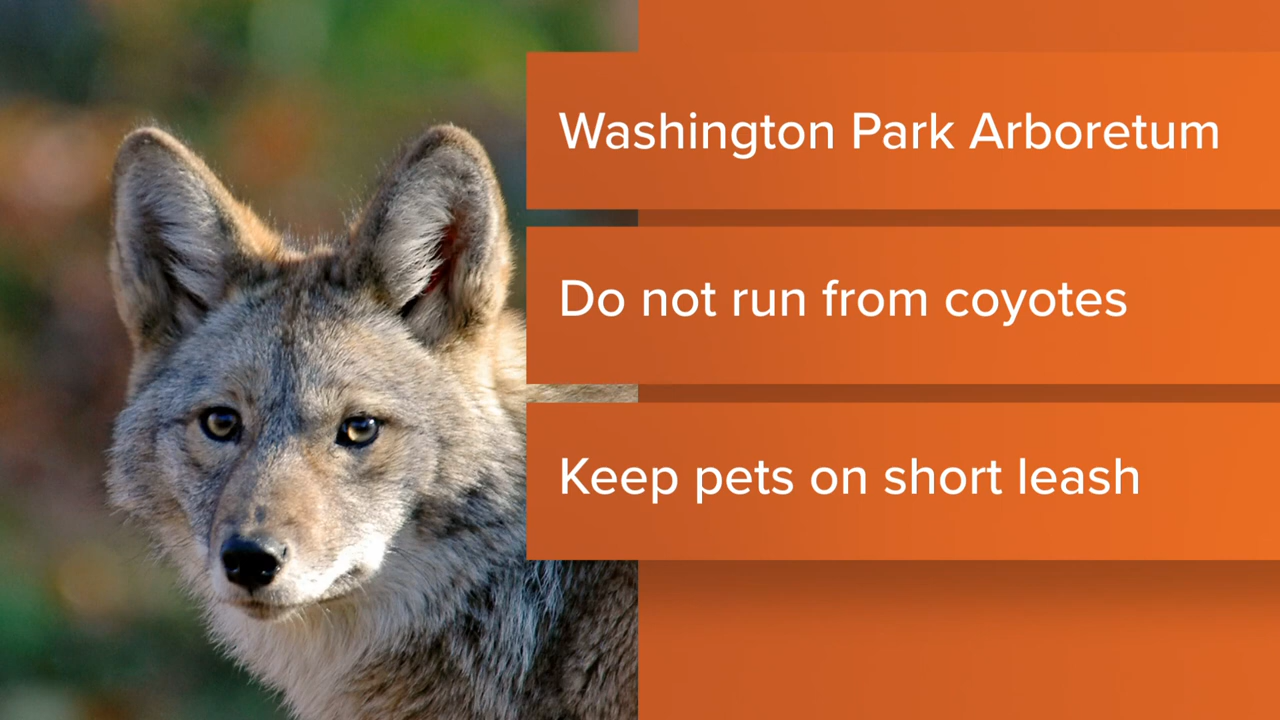 Washington Park Arboretum
Do not run from coyotes
Keep pets on short leash